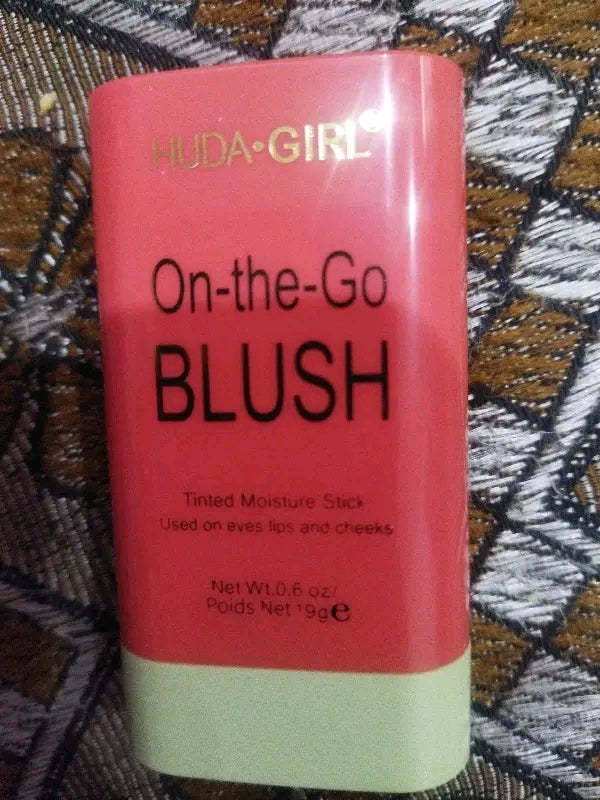 HUDA•GIRL®
On-the-Go
BLUSH
Tinted Moisture Stick
Used on eyes lips and cheeks
Net Wt.0.6 oz/
Poids Net 19g e